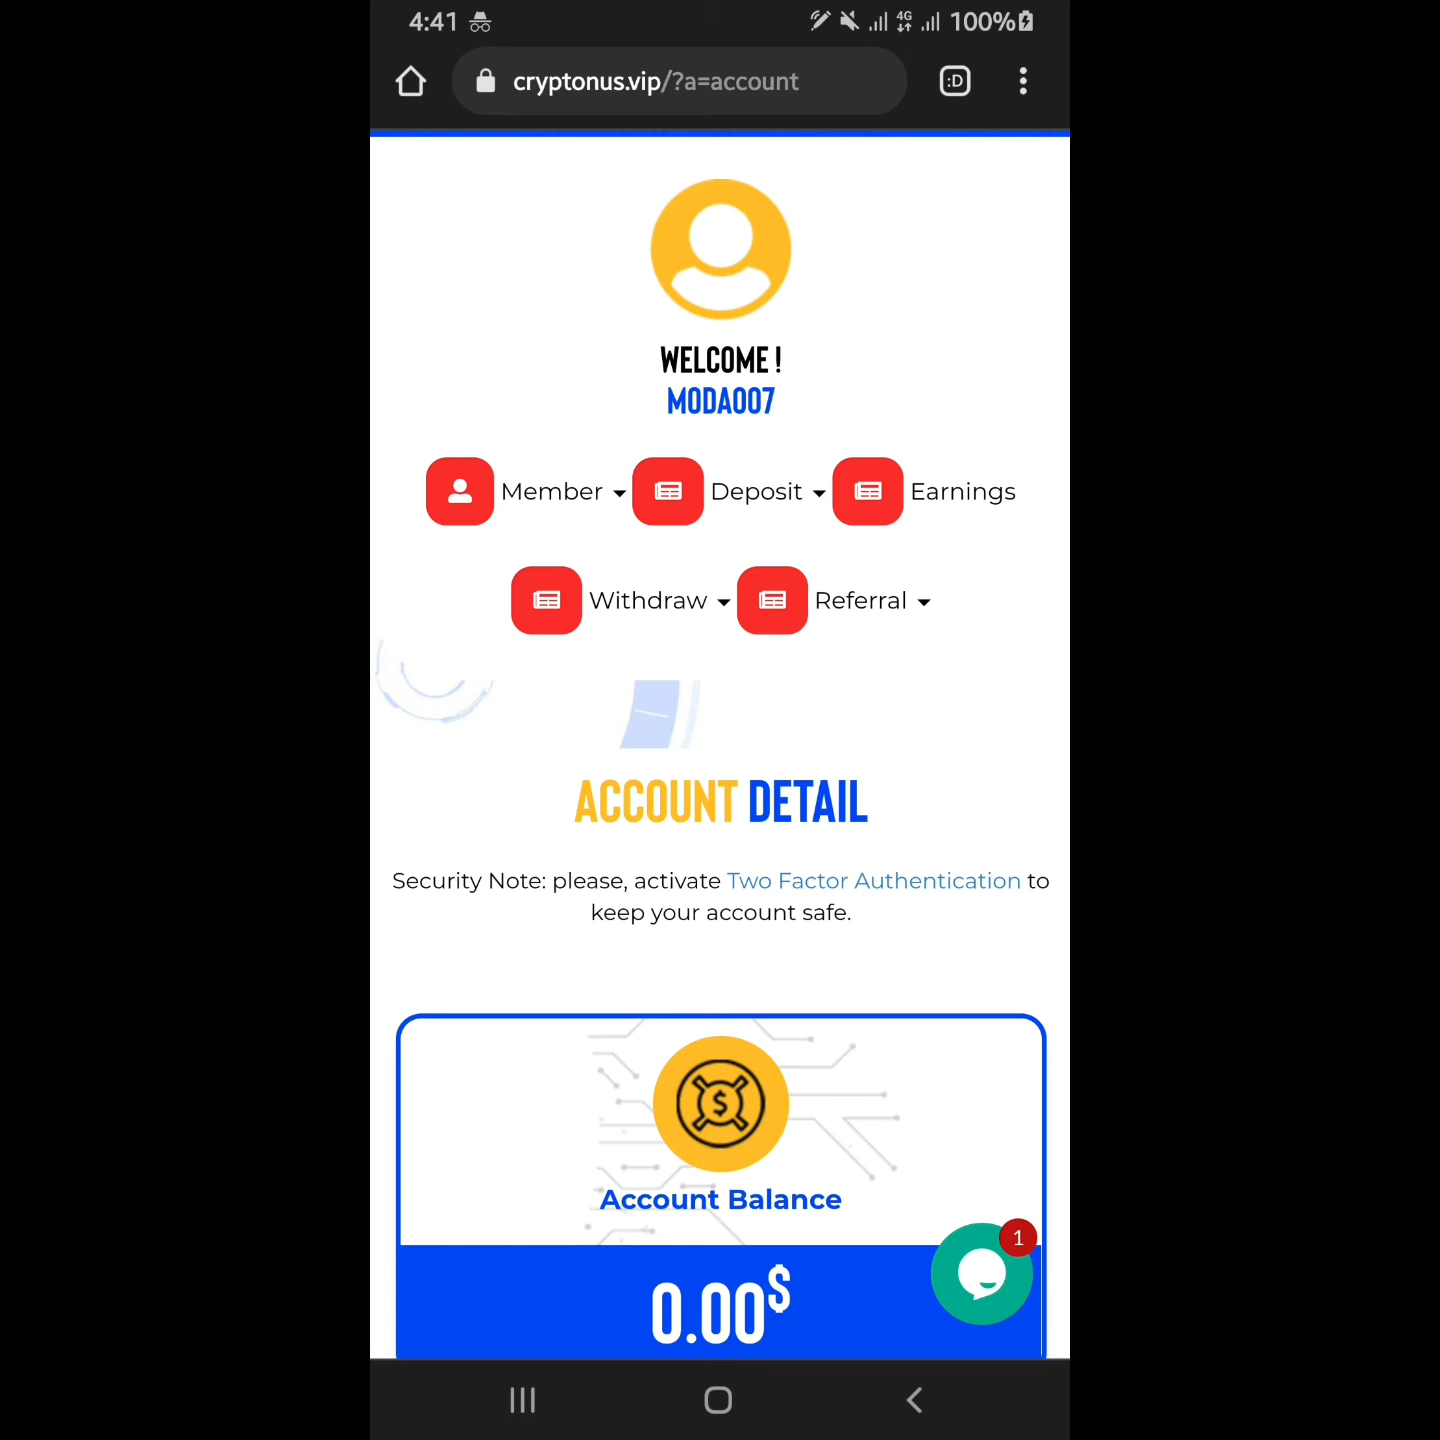 4:41 4G 100%
cryptonus.vip/?a=account :D
WELCOME !
MODA007
Member Deposit Earnings
Withdraw Referral
ACCOUNT DETAIL
Security Note: please, activate Two Factor Authentication to
keep your account safe.
$
Account Balance
1
0.00$